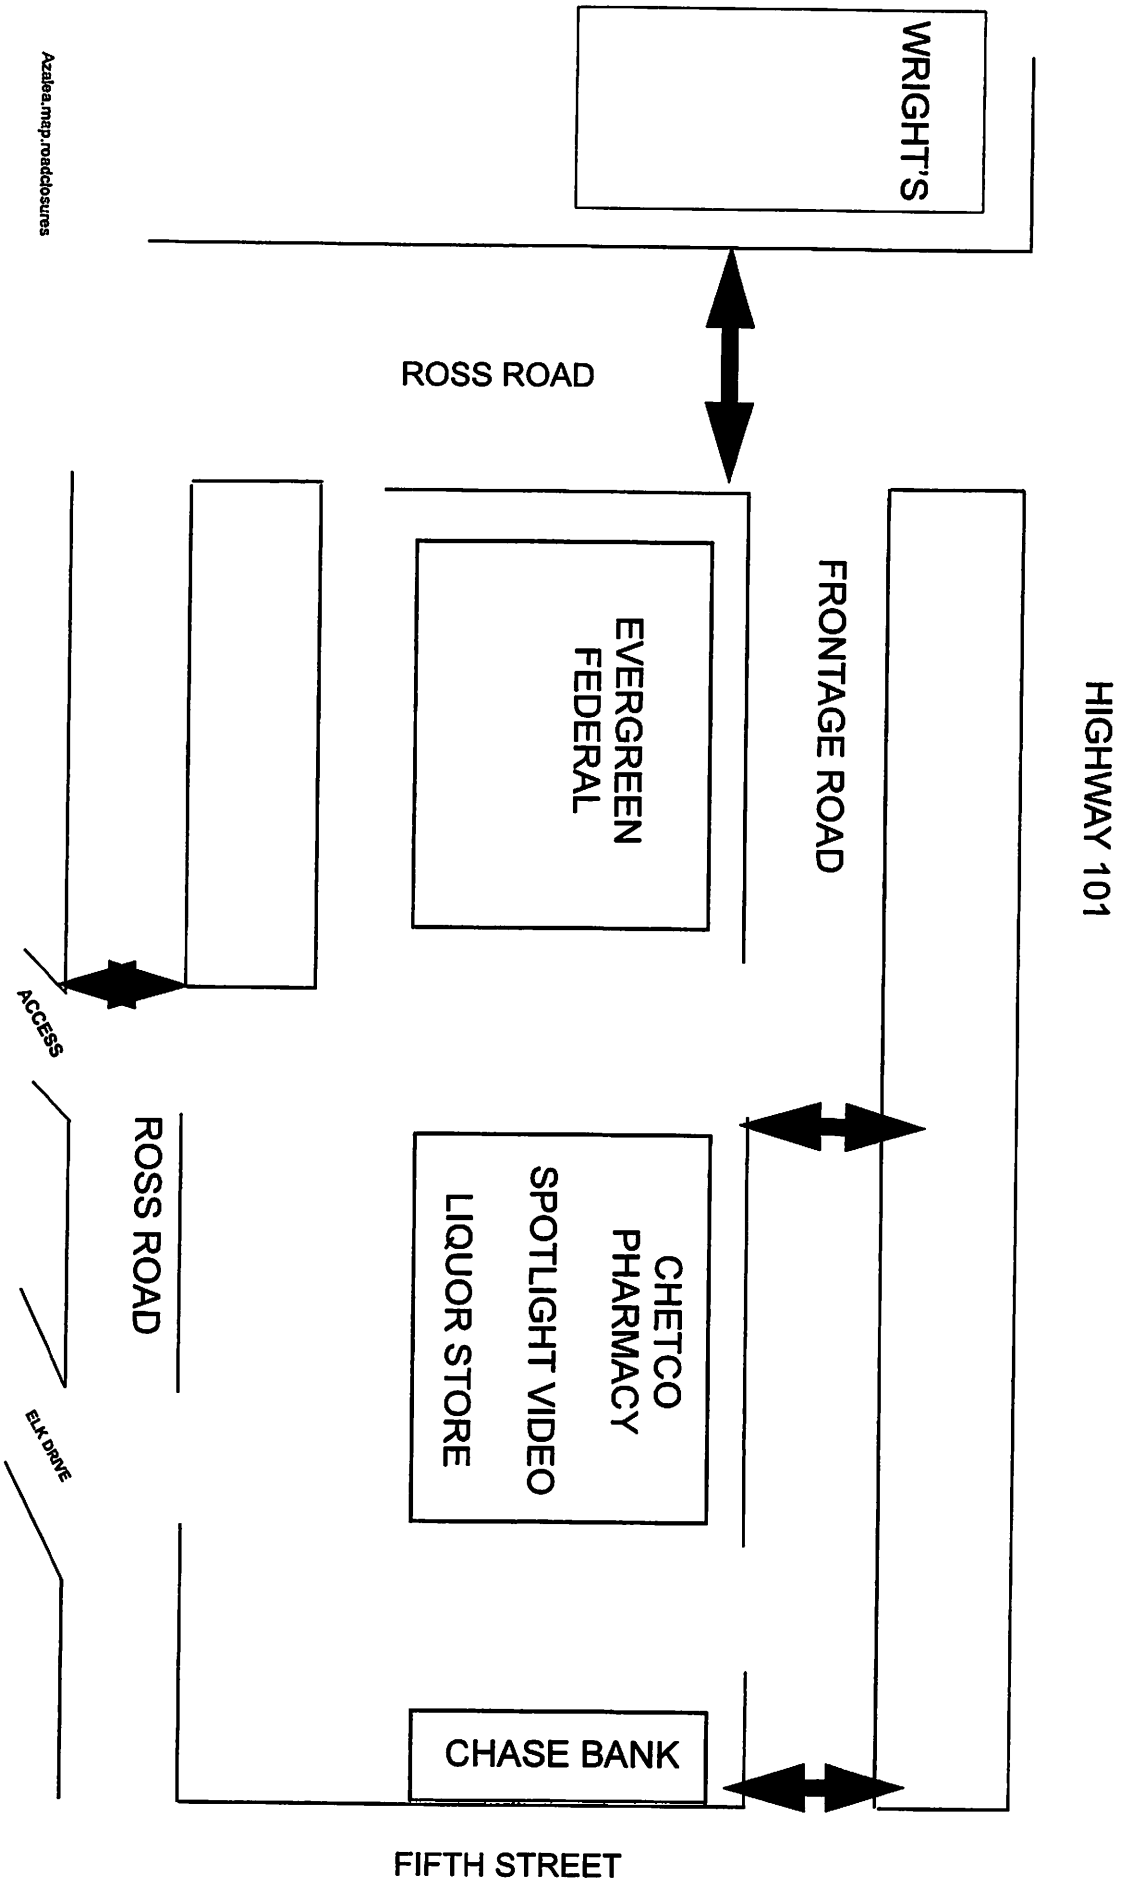 WRIGHT'S
Azalea.map.roadclosures
ROSS ROAD
HIGHWAY 101
FRONTAGE ROAD
EVERGREEN
FEDERAL
ACCESS
ROSS ROAD
CHETCO
PHARMACY
SPOTLIGHT VIDEO
LIQUOR STORE
ELK DRIVE
CHASE BANK
FIFTH STREET